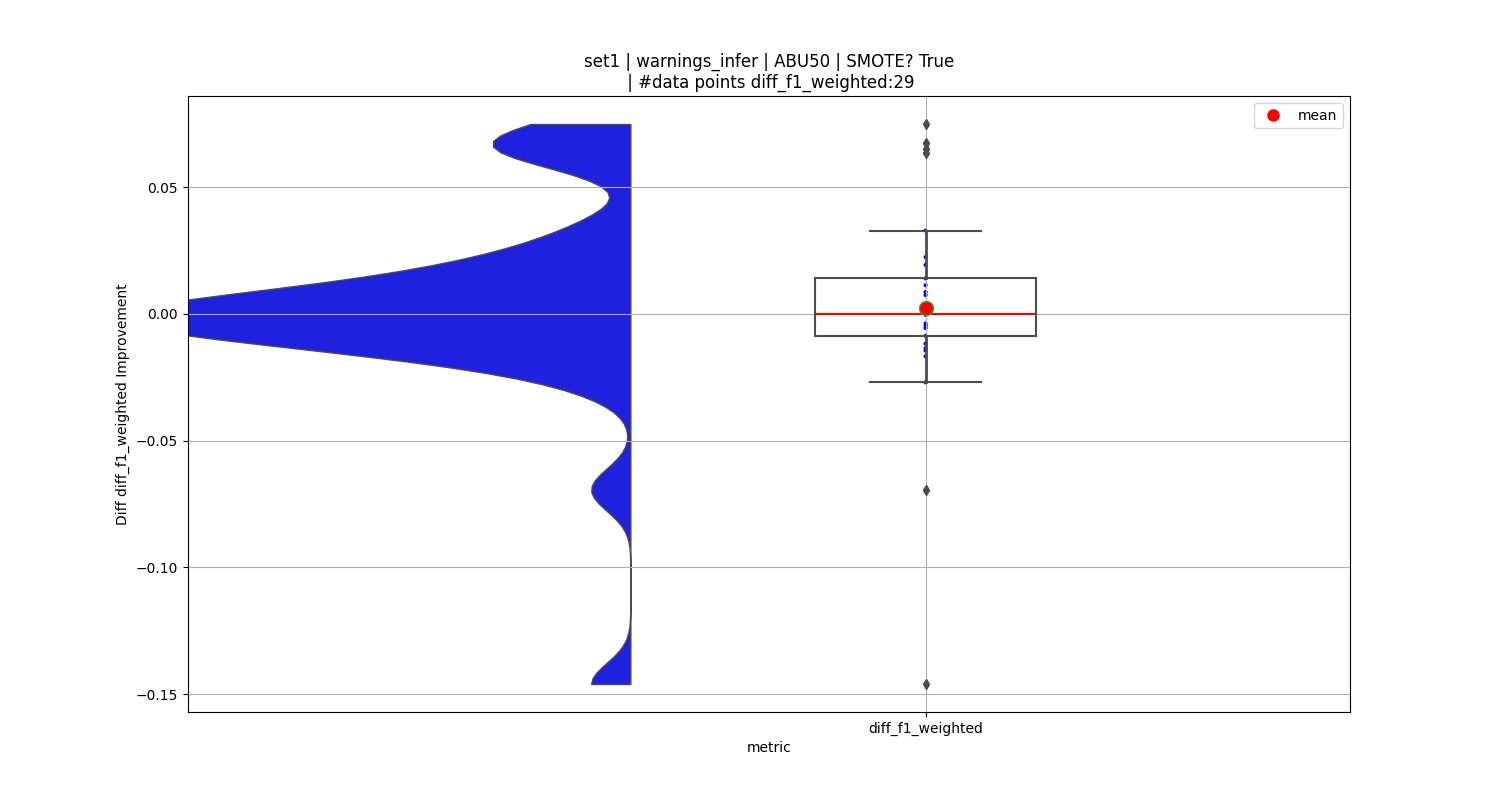 set1 | warnings_infer | ABU50 | SMOTE? True
| #data points diff_f1_weighted:29
mean
0.05
0.00
−0.05
−0.10
−0.15
Diff diff_f1_weighted Improvement
diff_f1_weighted
metric